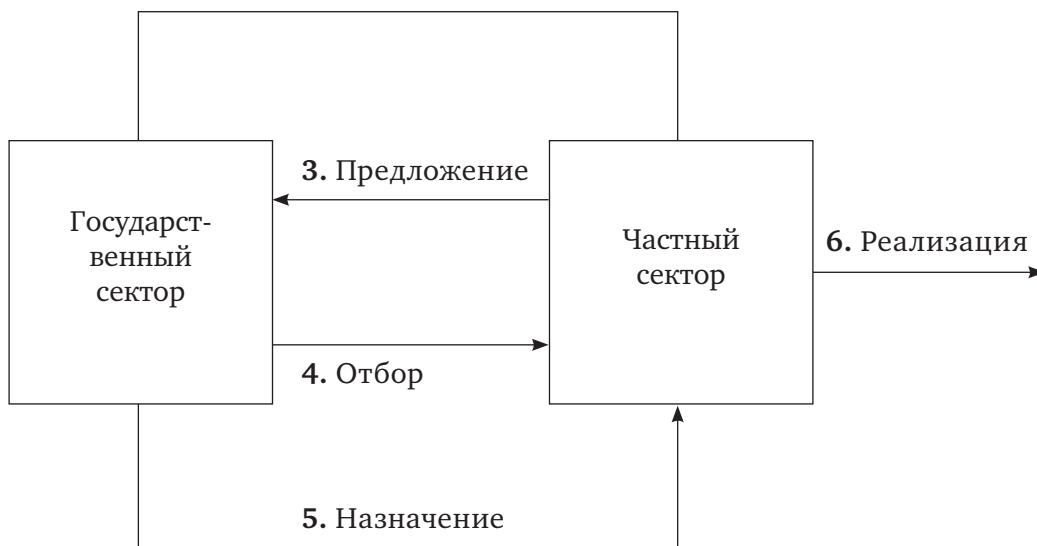 3. Предложение
Государст-
венный
сектор
Частный
сектор
6. Реализация
4. Отбор
5. Назначение